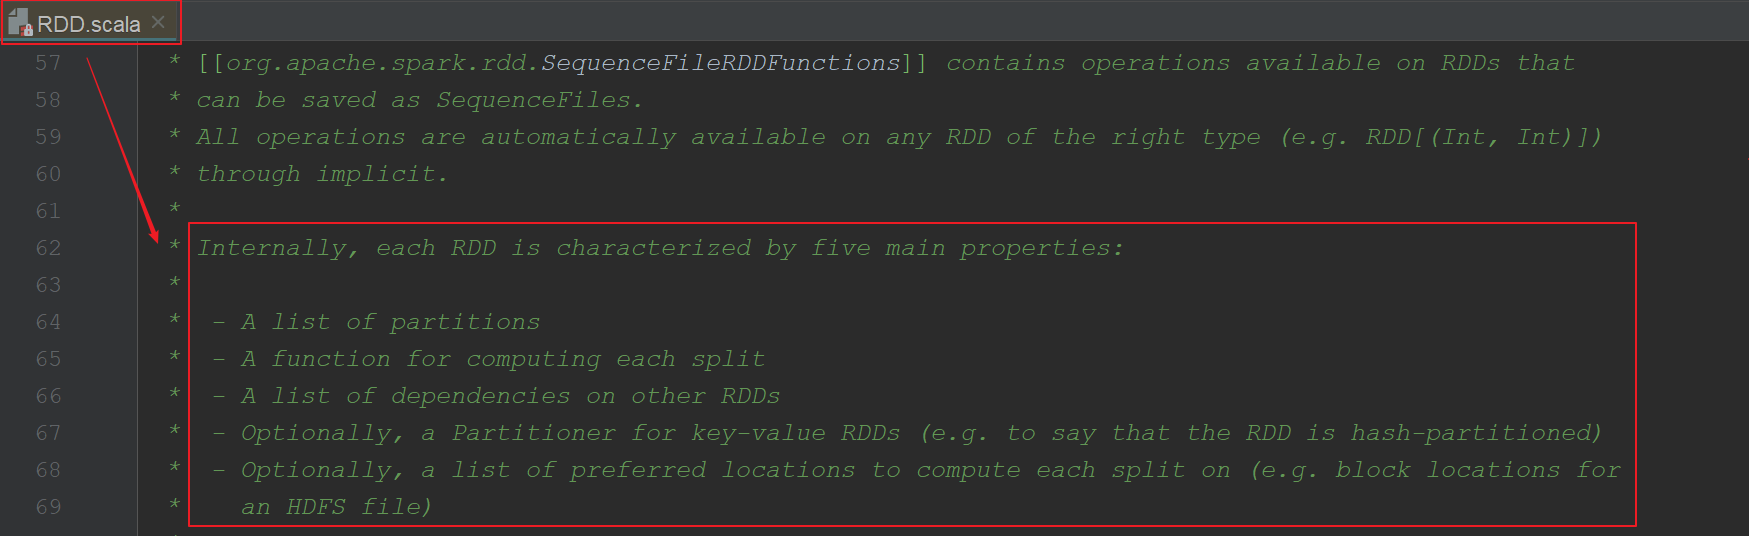 RDD.scala
57 * [[org.apache.spark.rdd.SequenceFileRDDFunctions]] contains operations available on RDDs that
58 * can be saved as SequenceFiles.
59 * All operations are automatically available on any RDD of the right type (e.g. RDD[(Int, Int)])
60 * through implicit.
61 *
62 * Internally, each RDD is characterized by five main properties:
63 *
64 * - A list of partitions
65 * - A function for computing each split
66 * - A list of dependencies on other RDDs
67 * - Optionally, a Partitioner for key-value RDDs (e.g. to say that the RDD is hash-partitioned)
68 * - Optionally, a list of preferred locations to compute each split on (e.g. block locations for
69 * an HDFS file)